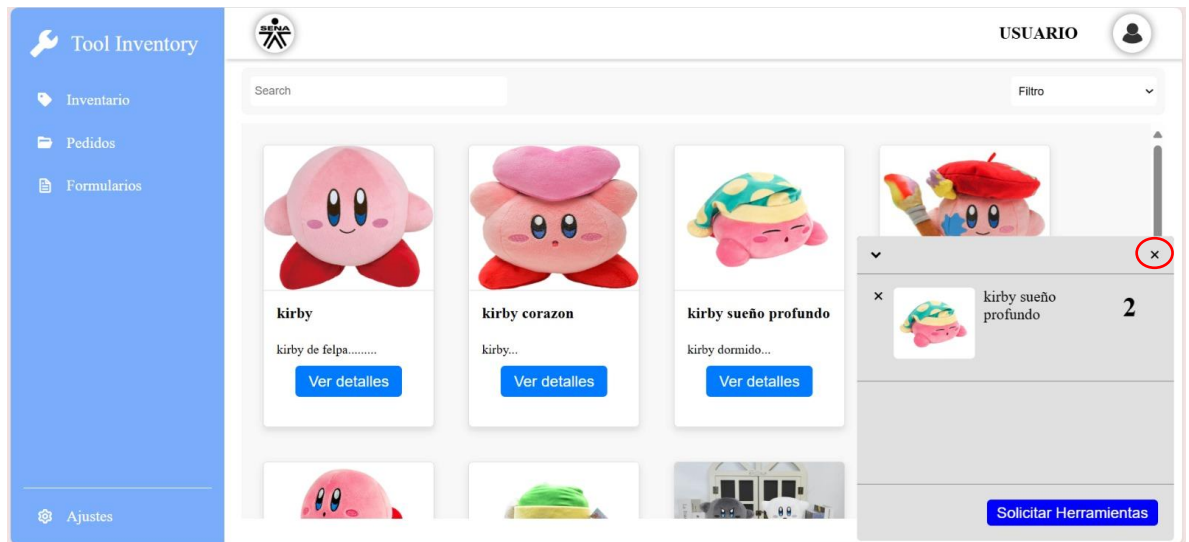 Tool Inventory
SENA
USUARIO
Inventario
Pedidos
Formularios
Ajustes
Search
Filtro
kirby
kirby de felpa.........
Ver detalles
kirby corazon
kirby...
Ver detalles
kirby sueño profundo
kirby dormido...
Ver detalles
kirby sueño
profundo
2
Solicitar Herramientas